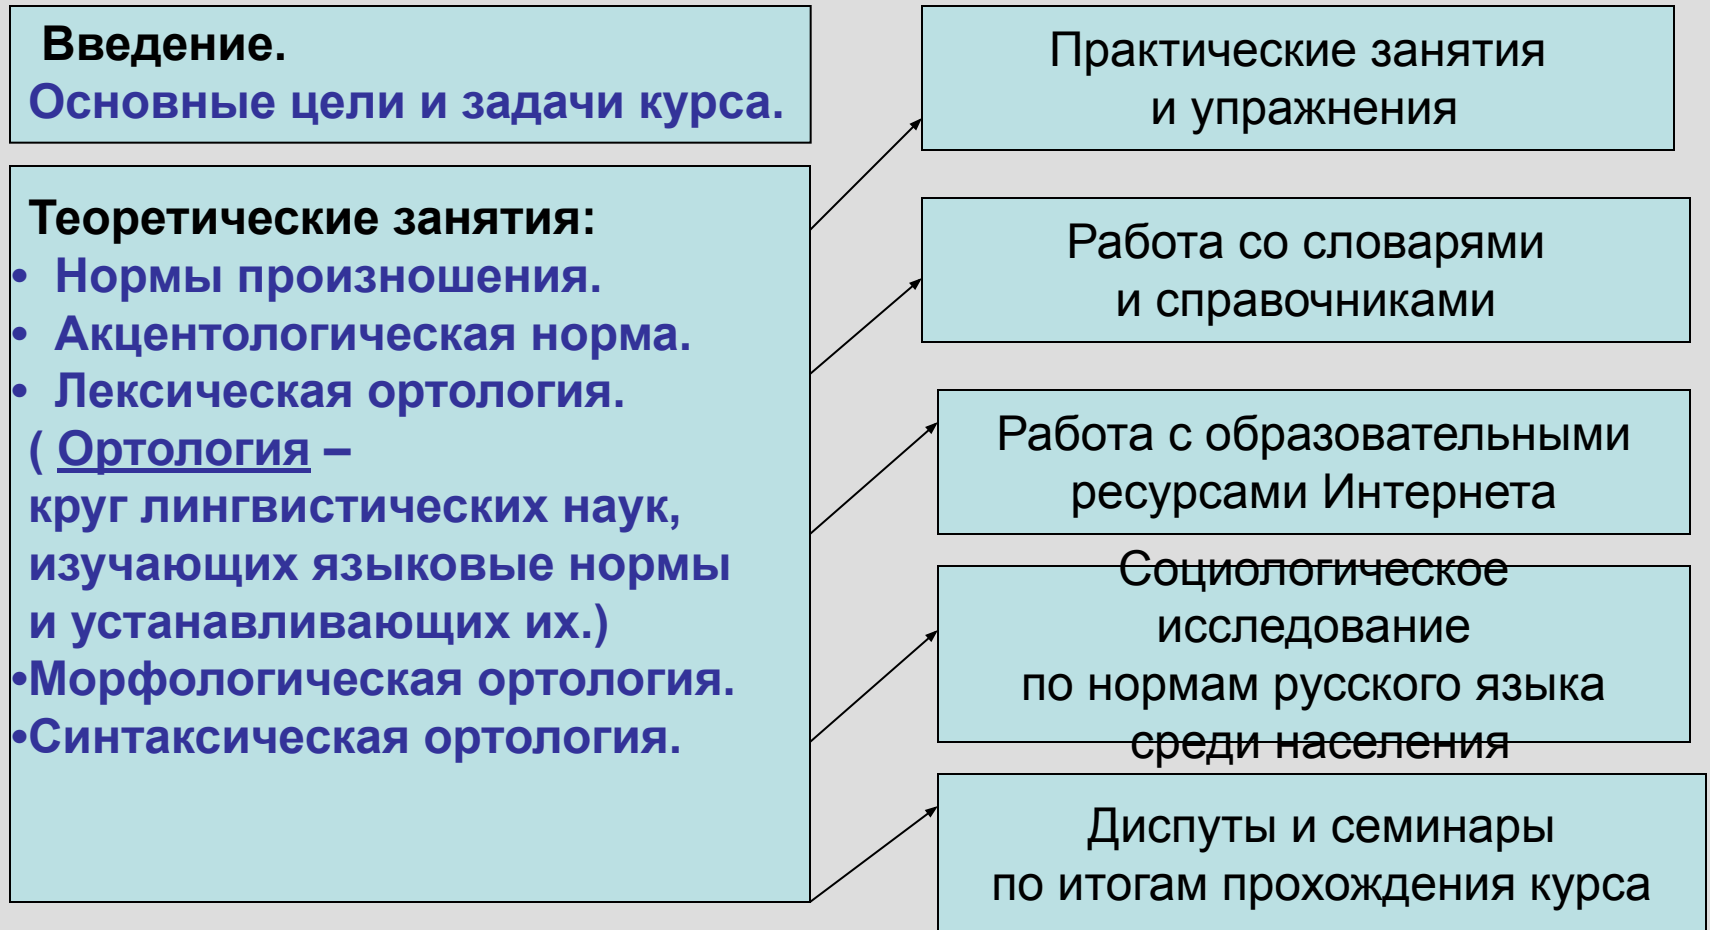 Введение.
Основные цели и задачи курса.
Теоретические занятия:
• Нормы произношения.
• Акцентологическая норма.
• Лексическая ортология.
( Ортология –
круг лингвистических наук,
изучающих языковые нормы
и устанавливающих их.)
•Морфологическая ортология.
•Синтаксическая ортология.
Практические занятия
и упражнения
Работа со словарями
и справочниками
Работа с образовательными
ресурсами Интернета
Социологическое
исследование
по нормам русского языка
среди населения
Диспуты и семинары
по итогам прохождения курса